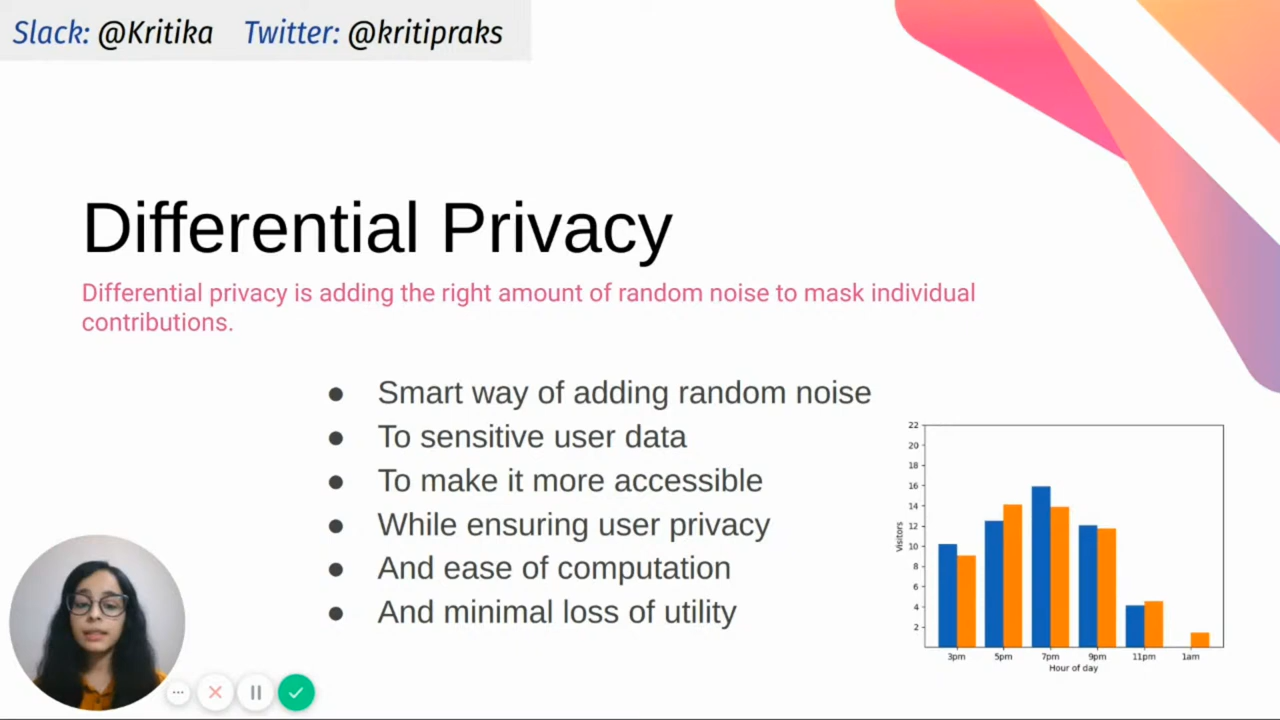 Slack: @Kritika Twitter: @kritipraks
Differential Privacy
Differential privacy is adding the right amount of random noise to mask individual
contributions.
● Smart way of adding random noise
● To sensitive user data
● To make it more accessible
● While ensuring user privacy
● And ease of computation
● And minimal loss of utility
22
20
18
16
14
12
10
8
6
4
2
Visitors
3pm 5pm 7pm 9pm 11pm 1am
Hour of day